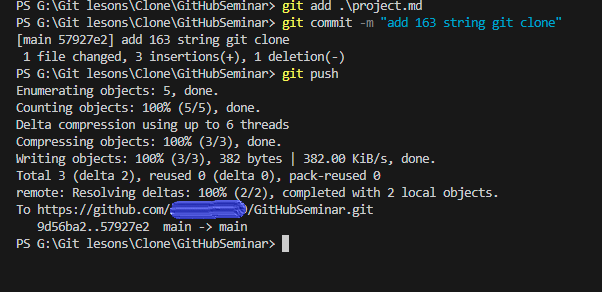 PS G:\Git lesons\Clone\GitHubSeminar> git add .\project.md
PS G:\Git lesons\Clone\GitHubSeminar> git commit -m "add 163 string git clone"
[main 57927e2] add 163 string git clone
 1 file changed, 3 insertions(+), 1 deletion(-)
PS G:\Git lesons\Clone\GitHubSeminar> git push
Enumerating objects: 5, done.
Counting objects: 100% (5/5), done.
Delta compression using up to 6 threads
Compressing objects: 100% (3/3), done.
Writing objects: 100% (3/3), 382 bytes | 382.00 KiB/s, done.
Total 3 (delta 2), reused 0 (delta 0), pack-reused 0
remote: Resolving deltas: 100% (2/2), completed with 2 local objects.
To https://github.com/ /GitHubSeminar.git
   9d56ba2..57927e2  main -> main
PS G:\Git lesons\Clone\GitHubSeminar>